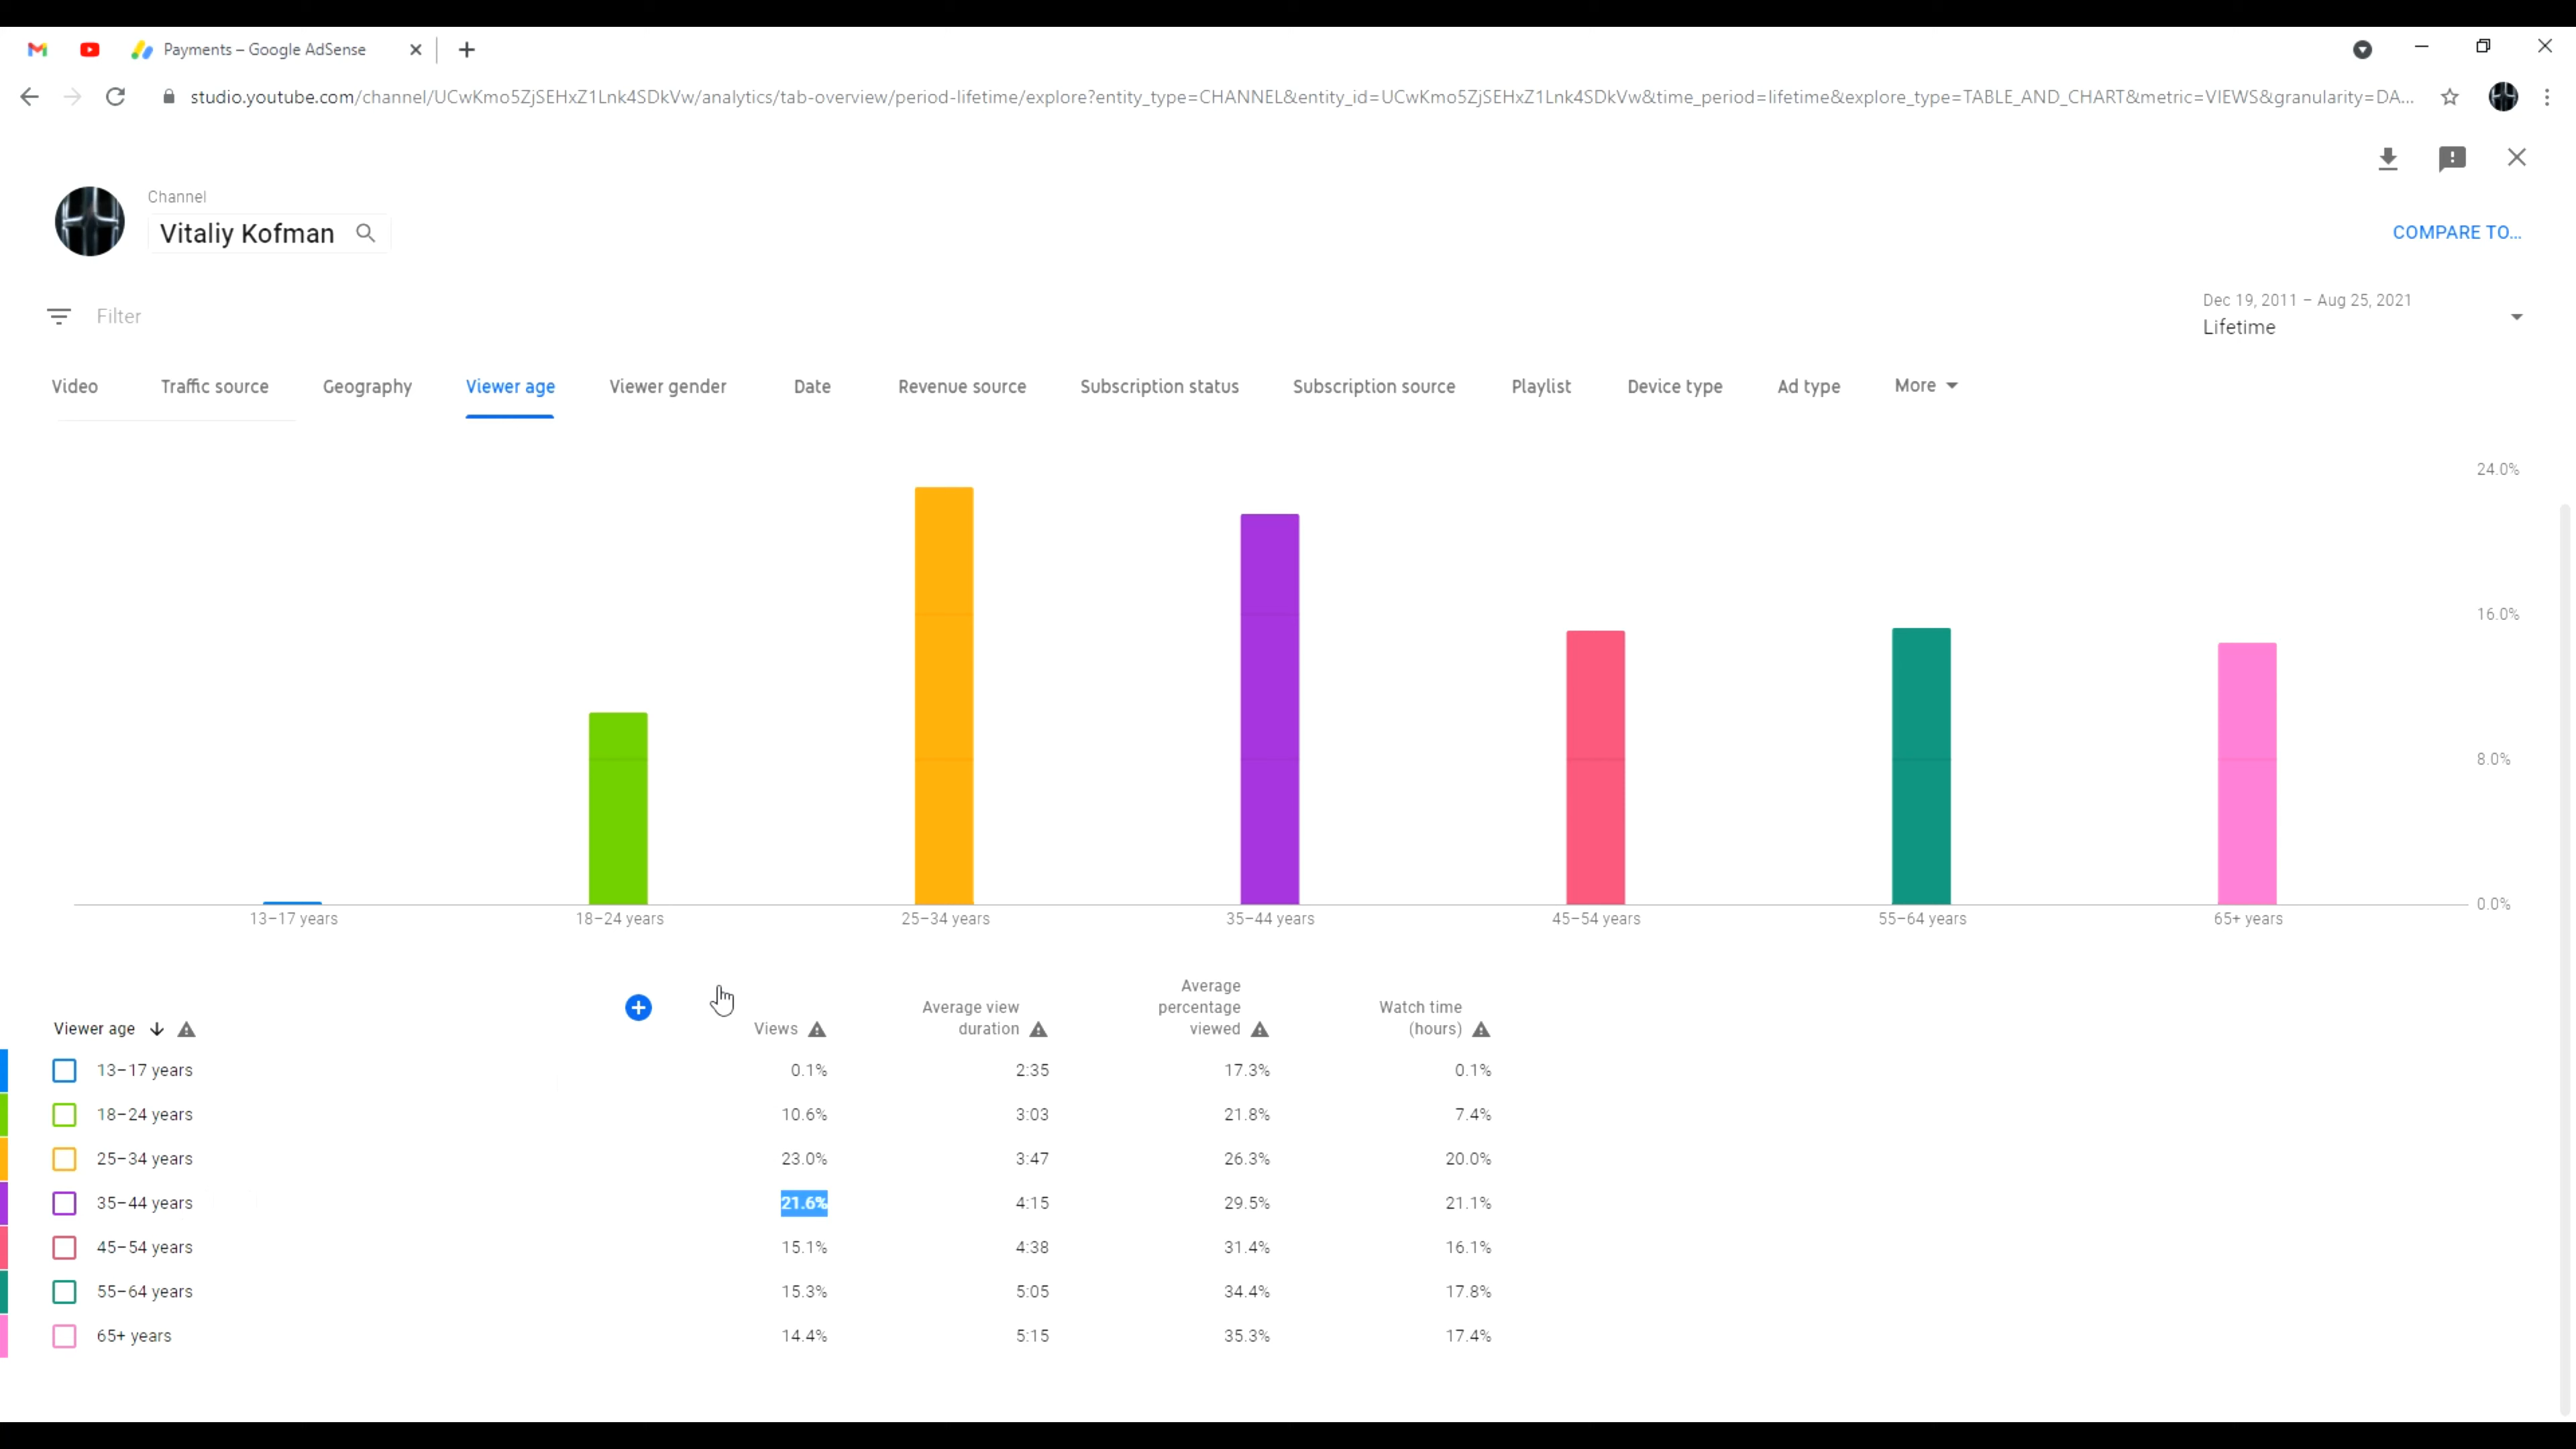 Payments – Google AdSense
studio.youtube.com/channel/UCwKmo5ZjSEHxZ1Lnk4SDkVw/analytics/tab-overview/period-lifetime/explore?entity_type=CHANNEL&entity_id=UCwKmo5ZjSEHxZ1Lnk4SDkVw&time_period=lifetime&explore_type=TABLE_AND_CHART&metric=VIEWS&granularity=DA...
Channel
Vitaliy Kofman
COMPARE TO...
Filter
Dec 19, 2011 – Aug 25, 2021
Lifetime
Video Traffic source Geography Viewer age Viewer gender Date Revenue source Subscription status Subscription source Playlist Device type Ad type More
24.0%
16.0%
8.0%
0.0%
13–17 years 18–24 years 25–34 years 35–44 years 45–54 years 55–64 years 65+ years
Viewer age Views Average view duration Average percentage viewed Watch time (hours)
13–17 years 0.1% 2:35 17.3% 0.1%
18–24 years 10.6% 3:03 21.8% 7.4%
25–34 years 23.0% 3:47 26.3% 20.0%
35–44 years 21.6% 4:15 29.5% 21.1%
45–54 years 15.1% 4:38 31.4% 16.1%
55–64 years 15.3% 5:05 34.4% 17.8%
65+ years 14.4% 5:15 35.3% 17.4%